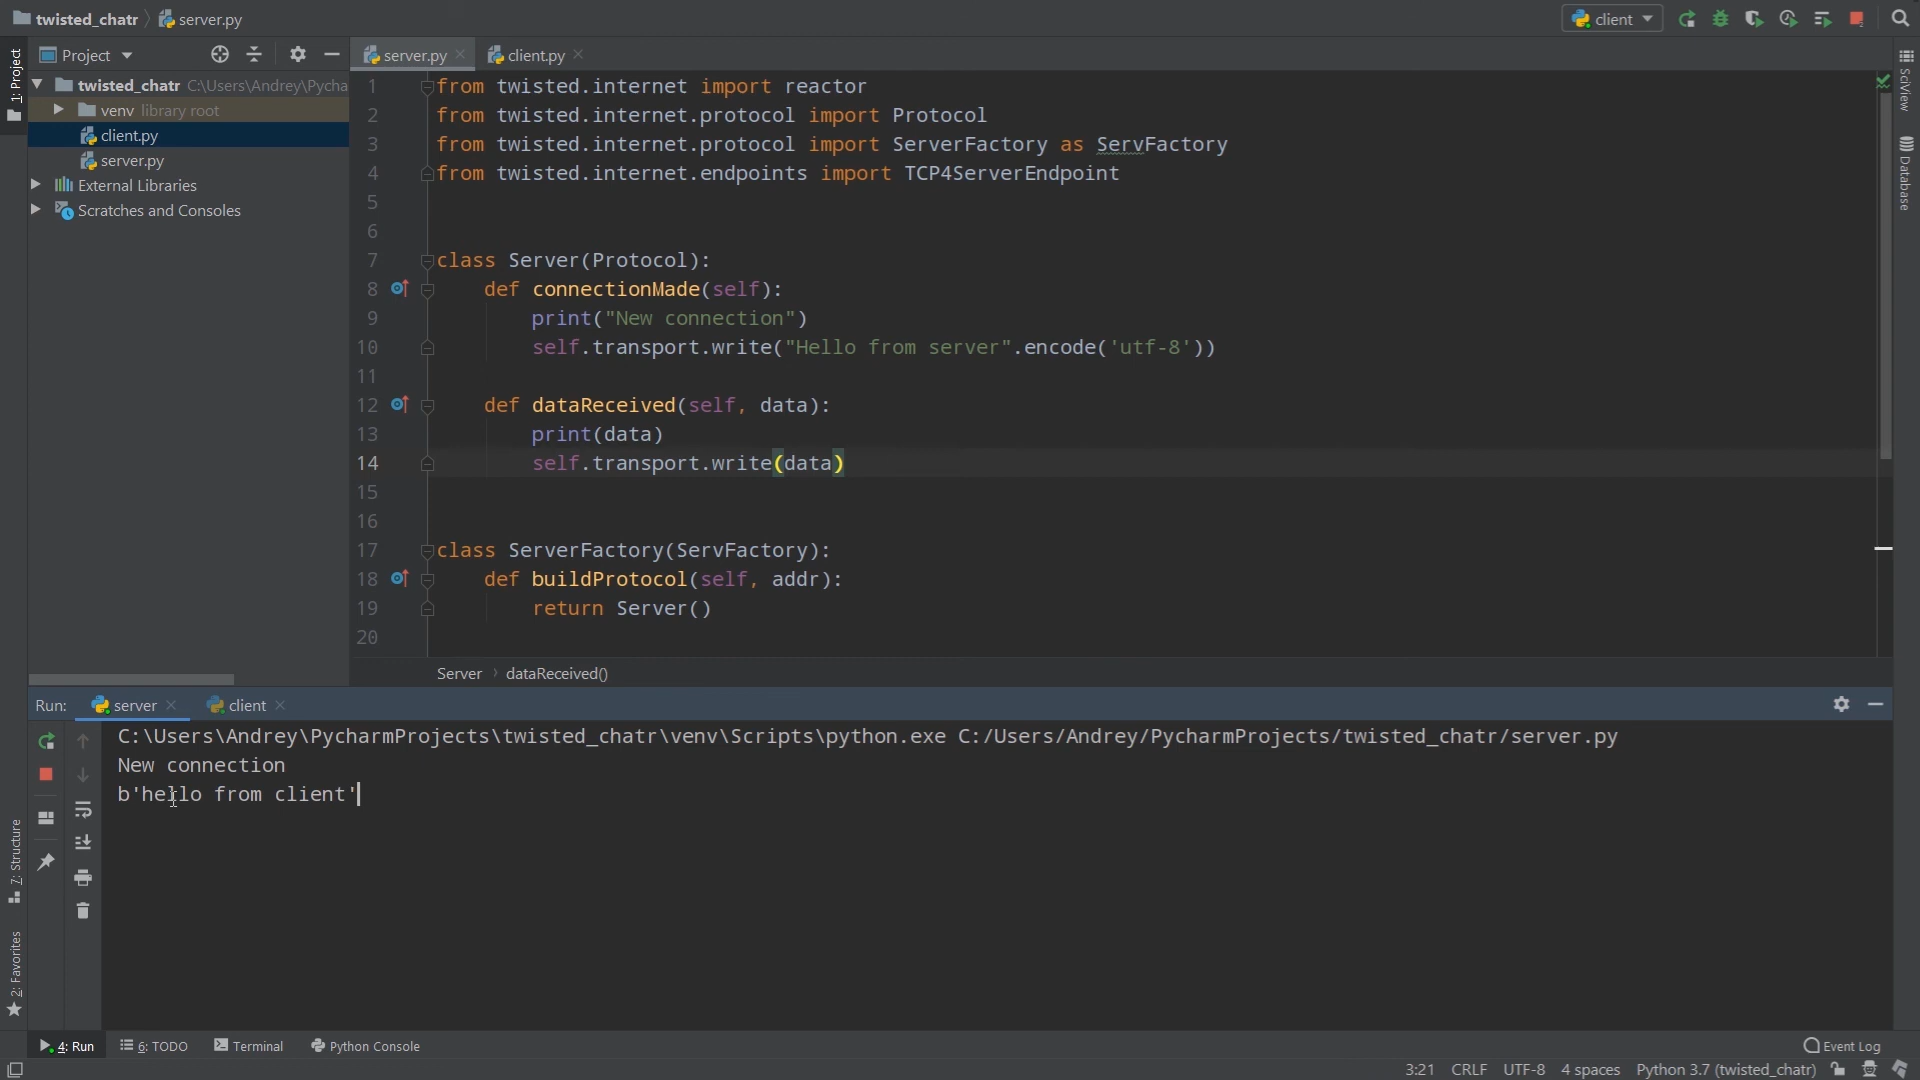 twisted_chatr server.py client
Project server.py client.py
1: Project
twisted_chatr C:\Users\Andrey\Pycha
venv library root
client.py
server.py
External Libraries
Scratches and Consoles
1 from twisted.internet import reactor
2 from twisted.internet.protocol import Protocol
3 from twisted.internet.protocol import ServerFactory as ServFactory
4 from twisted.internet.endpoints import TCP4ServerEndpoint
5
6
7 class Server(Protocol):
8 def connectionMade(self):
9 print("New connection")
10 self.transport.write("Hello from server".encode('utf-8'))
11
12 def dataReceived(self, data):
13 print(data)
14 self.transport.write(data)
15
16
17 class ServerFactory(ServFactory):
18 def buildProtocol(self, addr):
19 return Server()
20
SciView
Database
Server dataReceived()
Run: server client
C:\Users\Andrey\PycharmProjects\twisted_chatr\venv\Scripts\python.exe C:/Users/Andrey/PycharmProjects/twisted_chatr/server.py
New connection
b'hello from client'
7: Structure
2: Favorites
4: Run 6: TODO Terminal Python Console Event Log
3:21 CRLF UTF-8 4 spaces Python 3.7 (twisted_chatr)